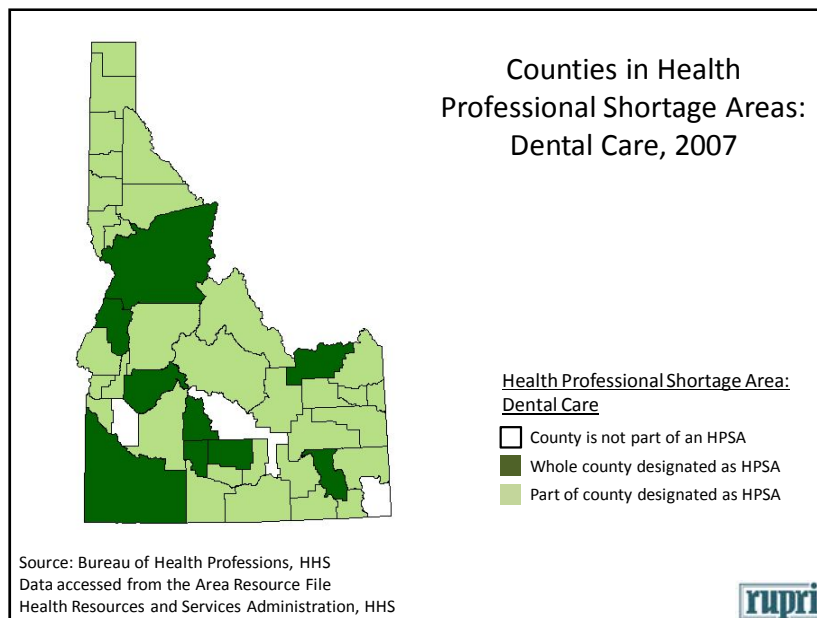 Counties in Health
Professional Shortage Areas:
Dental Care, 2007
Health Professional Shortage Area:
Dental Care
County is not part of an HPSA
Whole county designated as HPSA
Part of county designated as HPSA
Source: Bureau of Health Professions, HHS
Data accessed from the Area Resource File
Health Resources and Services Administration, HHS
rupri